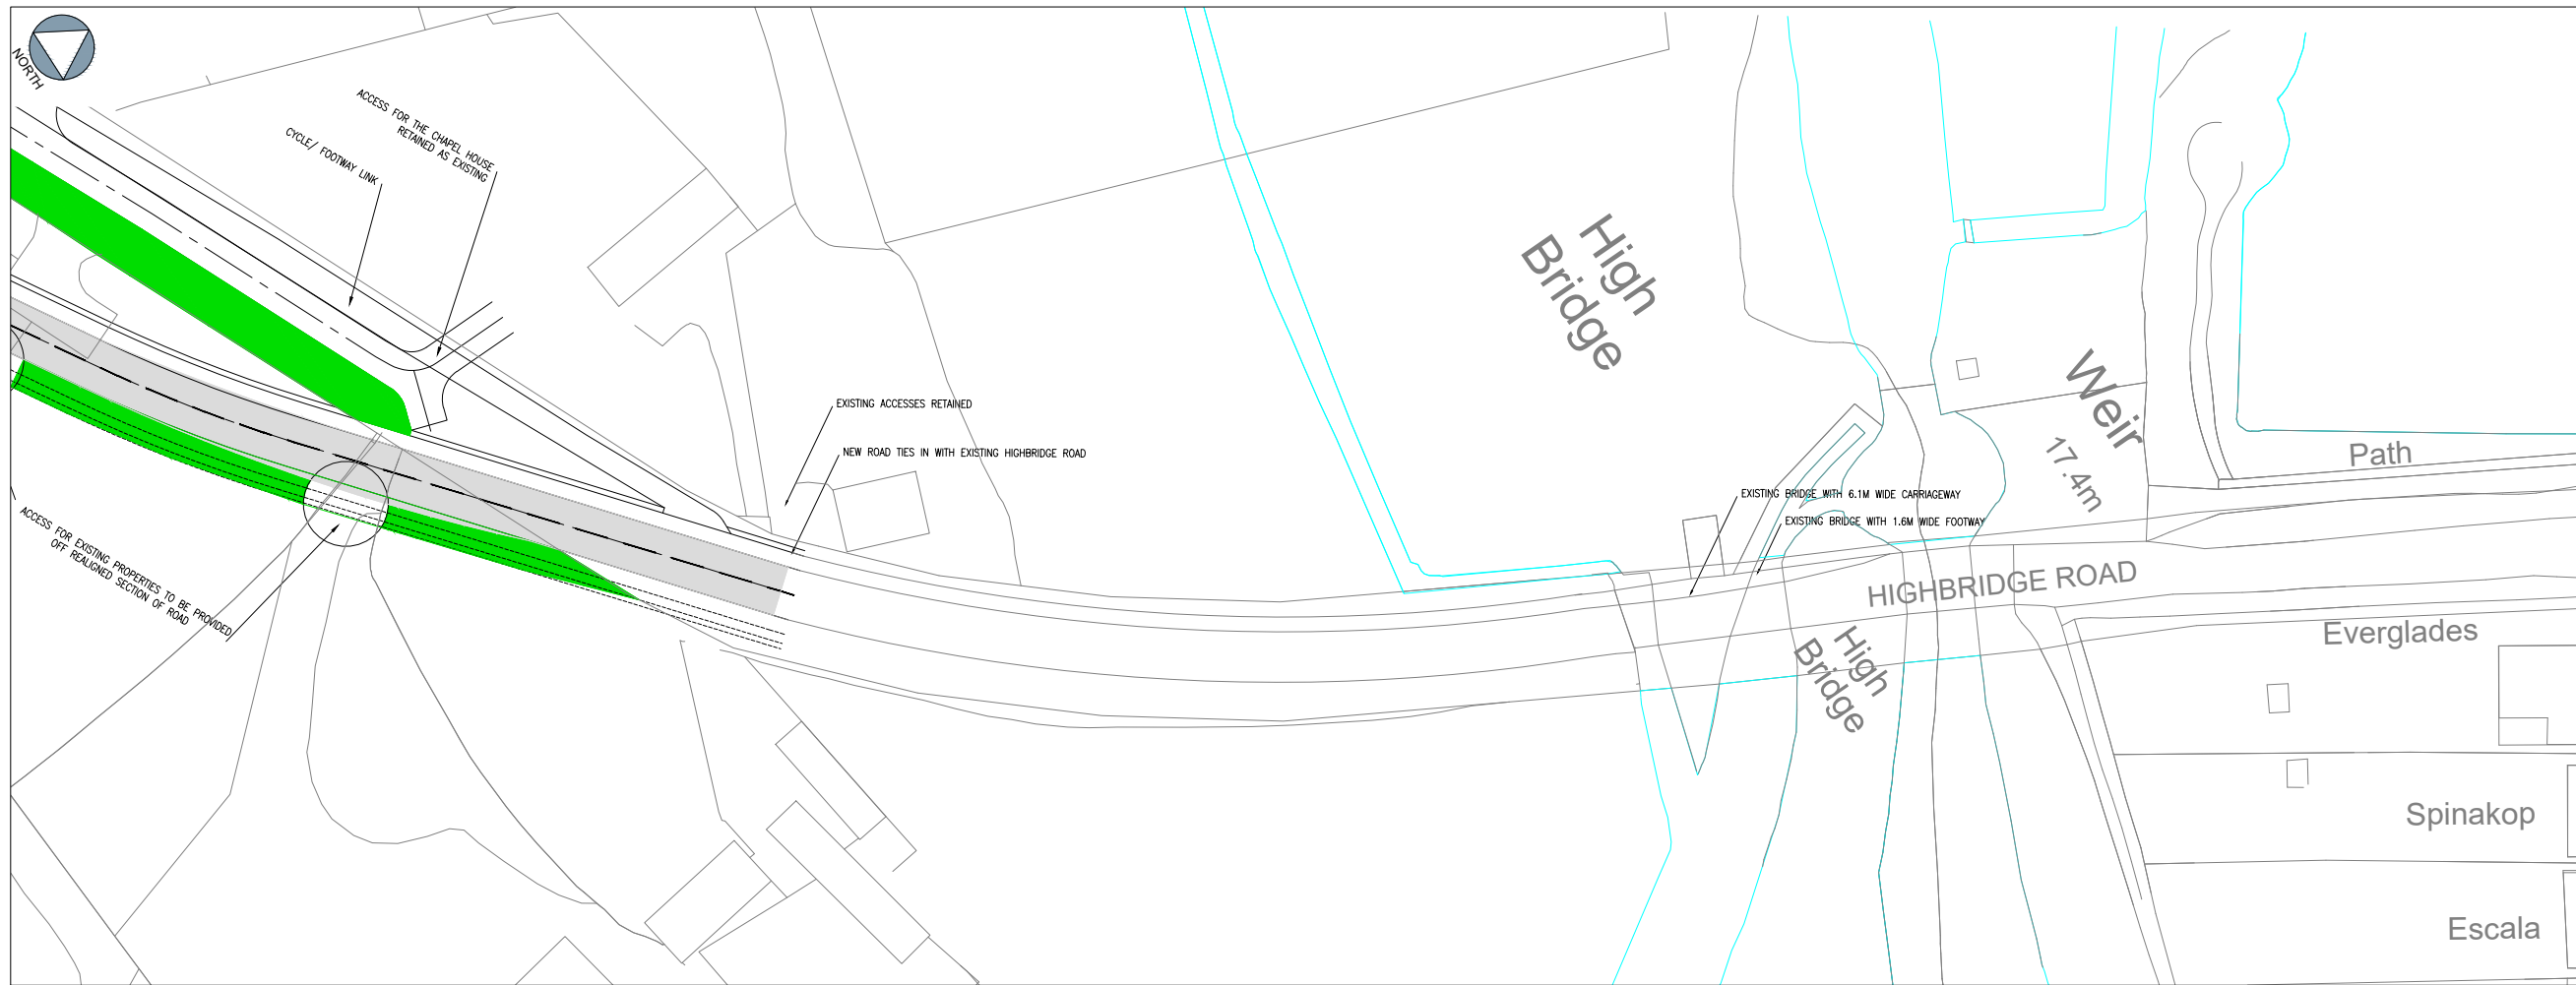 NORTH
ACCESS FOR THE CHAPEL HOUSE
RETAINED AS EXISTING
CYCLE/ FOOTWAY LINK
High
Bridge
Weir
17.4m
Path
EXISTING ACCESSES RETAINED
NEW ROAD TIES IN WITH EXISTING HIGHBRIDGE ROAD
EXISTING BRIDGE WITH 6.1M WIDE CARRIAGEWAY
EXISTING BRIDGE WITH 1.6M WIDE FOOTWAY
ACCESS FOR EXISTING PROPERTIES TO BE PROVIDED
OFF REALIGNED SECTION OF ROAD
HIGHBRIDGE ROAD
High
Bridge
Everglades
Spinakop
Escala